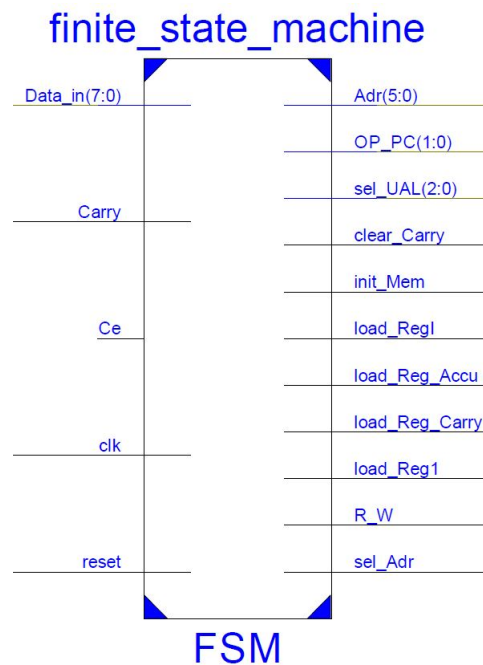 finite_state_machine
Data_in(7:0)
Adr(5:0)
OP_PC(1:0)
sel_UAL(2:0)
Carry
clear_Carry
init_Mem
Ce
load_RegI
load_Reg_Accu
load_Reg_Carry
clk
load_Reg1
R_W
reset
sel_Adr
FSM